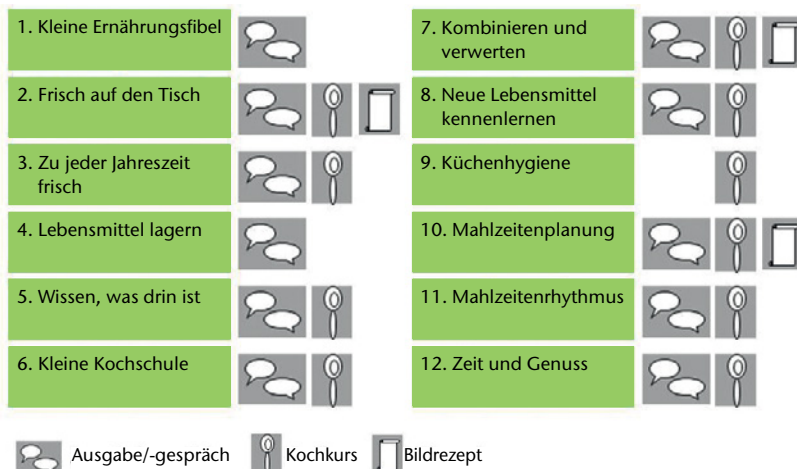 1. Kleine Ernährungsfibel
2. Frisch auf den Tisch
3. Zu jeder Jahreszeit
frisch
4. Lebensmittel lagern
5. Wissen, was drin ist
6. Kleine Kochschule
7. Kombinieren und
verwerten
8. Neue Lebensmittel
kennenlernen
9. Küchenhygiene
10. Mahlzeitenplanung
11. Mahlzeitenrhythmus
12. Zeit und Genuss
Ausgabe/-gespräch Kochkurs Bildrezept